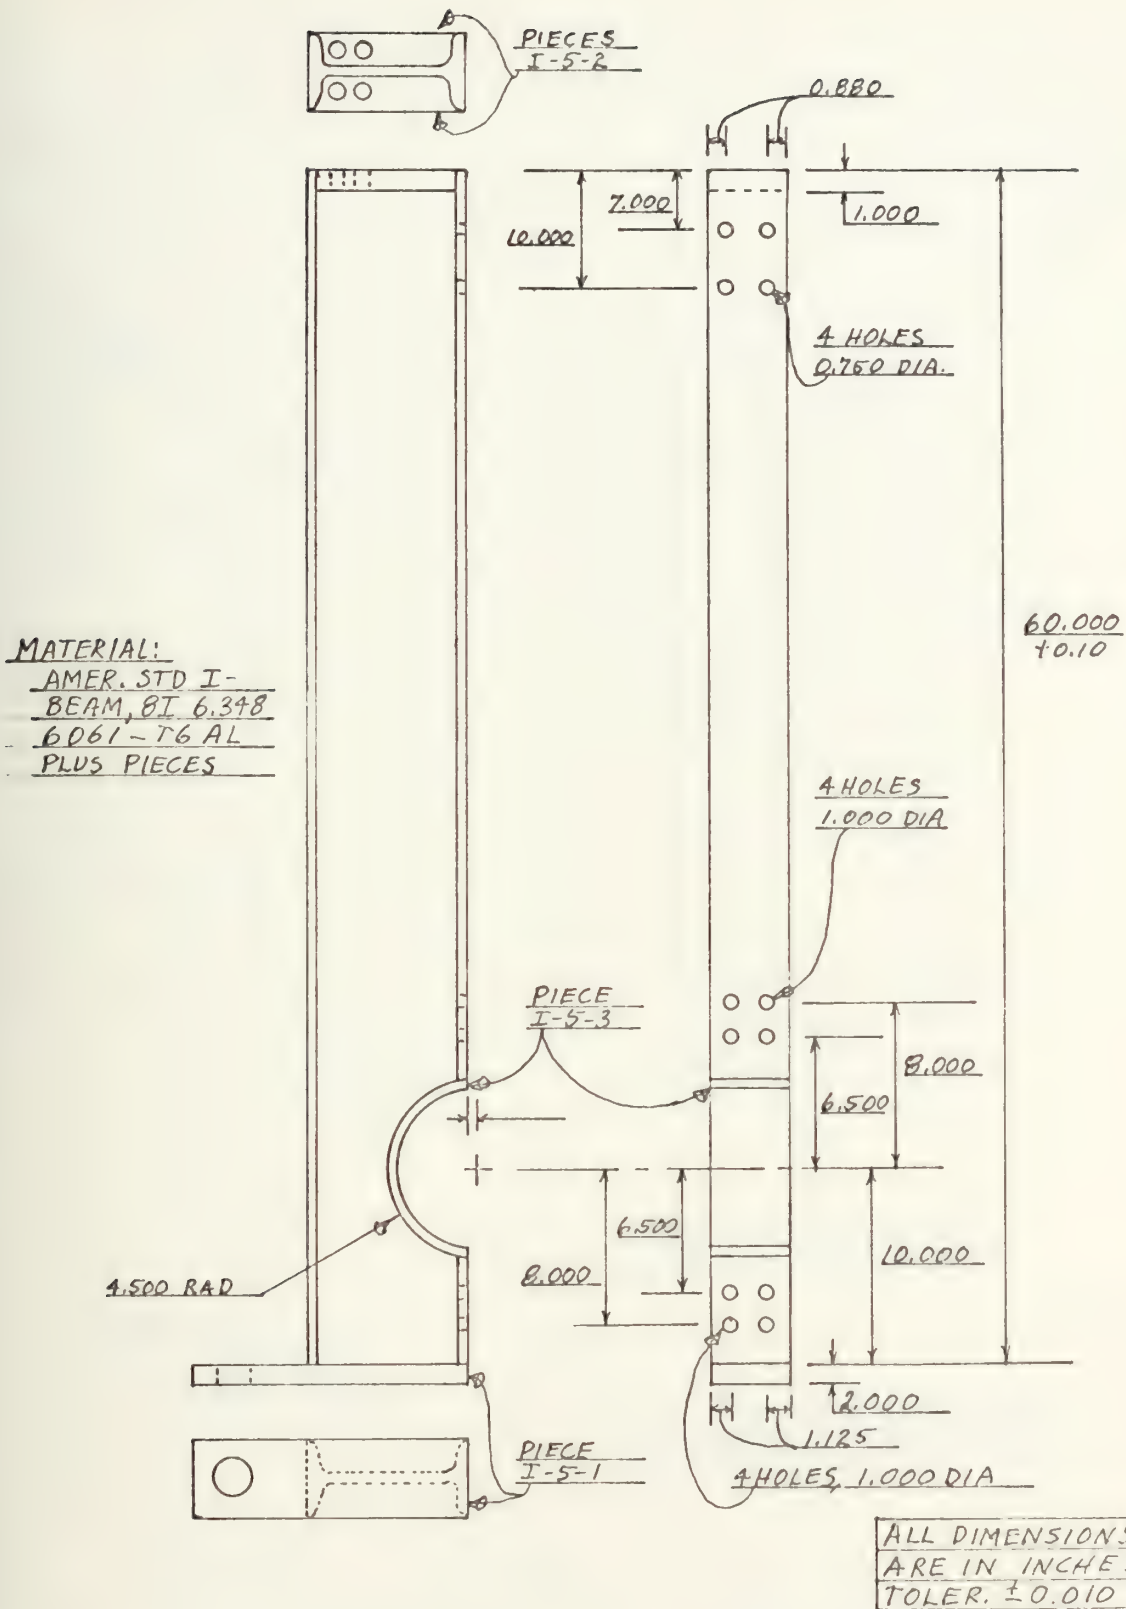 PIECES
I-5-2
0.880
7.000
10.000
1.000
4 HOLES
0.750 DIA.
60.000
±0.10
MATERIAL:
AMER. STD I-
BEAM, 8I 6.348
6061-T6 AL
PLUS PIECES
4 HOLES
1.000 DIA
PIECE
I-5-3
8.000
6.500
6.500
8.000
10.000
4.500 RAD
2.000
1.125
PIECE
I-5-1
4 HOLES, 1.000 DIA
ALL DIMENSIONS
ARE IN INCHE
TOLER. ±0.010